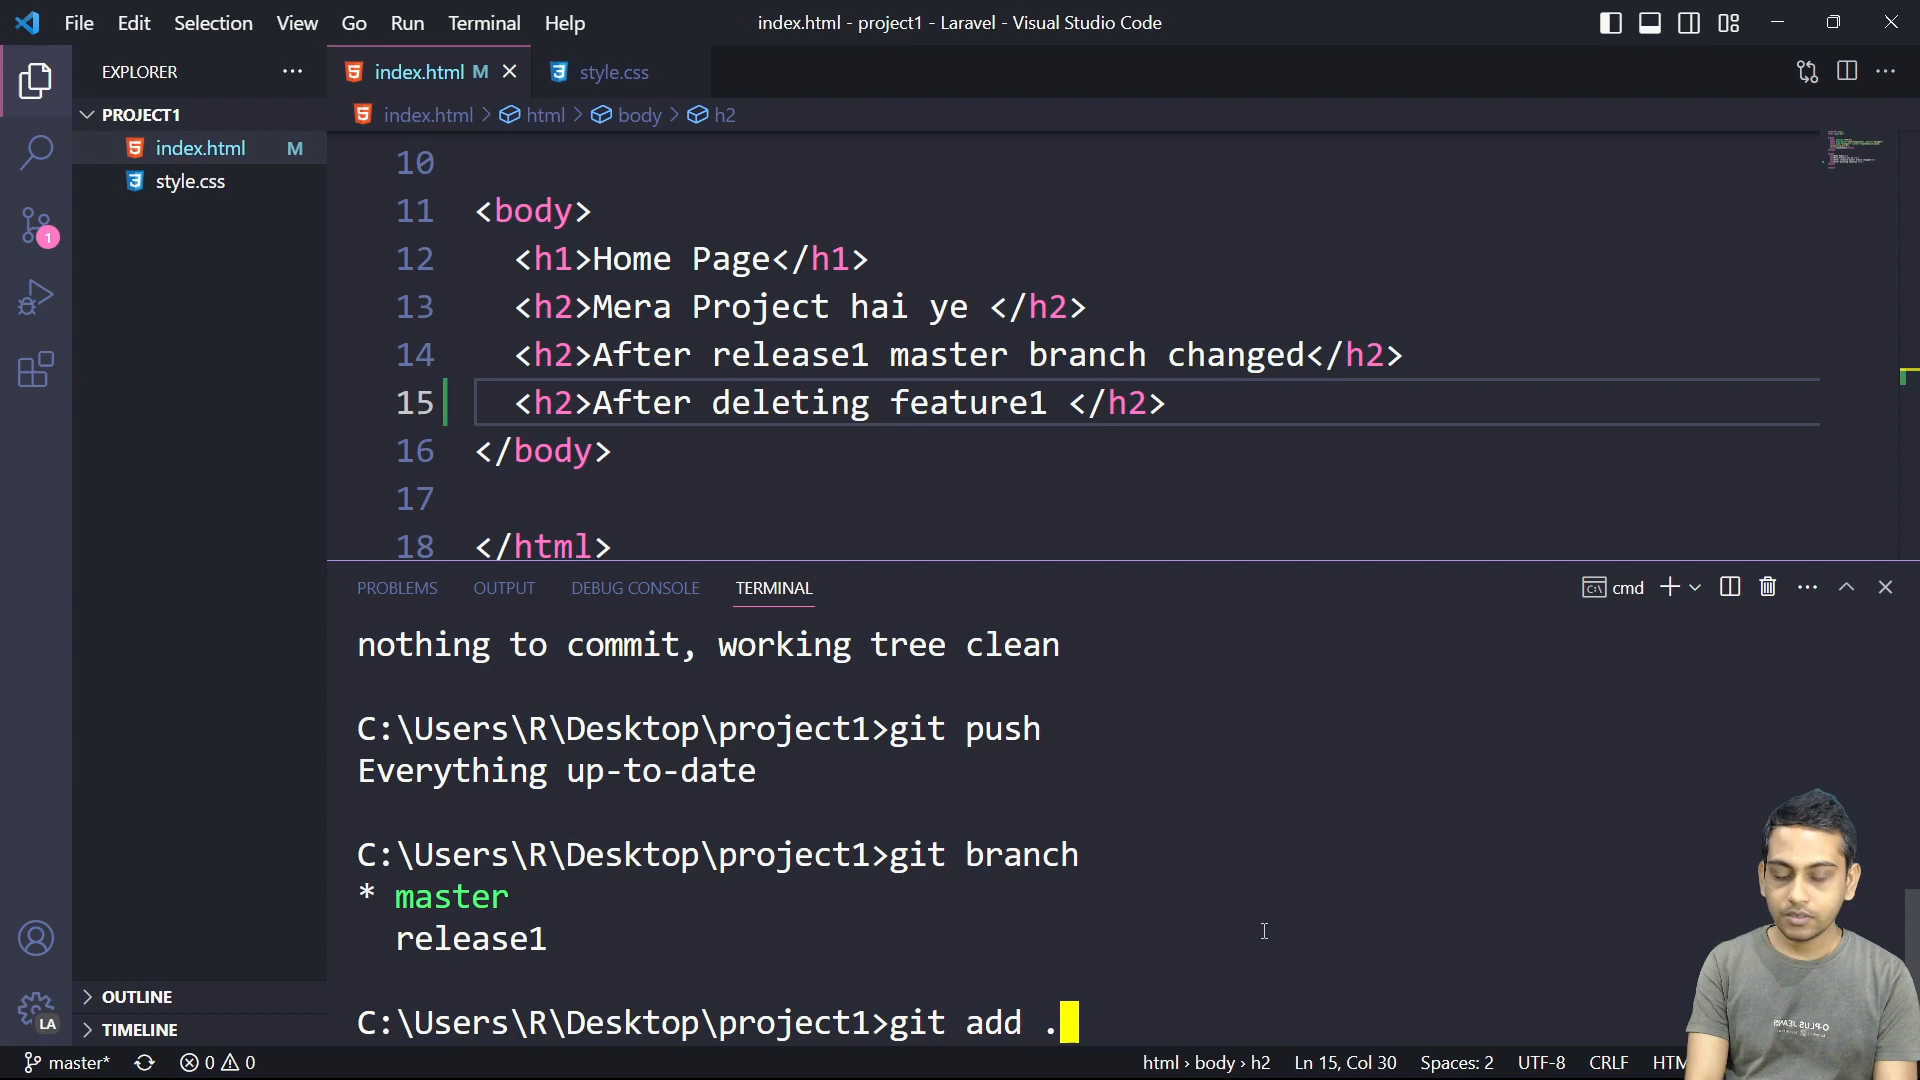 File Edit Selection View Go Run Terminal Help
index.html - project1 - Laravel - Visual Studio Code
EXPLORER
PROJECT1
index.html M
style.css
OUTLINE
TIMELINE
1
LA
index.html M
style.css
index.html > html > body > h2
10
11 <body>
12 <h1>Home Page</h1>
13 <h2>Mera Project hai ye </h2>
14 <h2>After release1 master branch changed</h2>
15 <h2>After deleting feature1 </h2>
16 </body>
17
18 </html>
PROBLEMS OUTPUT DEBUG CONSOLE TERMINAL
cmd
nothing to commit, working tree clean
C:\Users\R\Desktop\project1>git push
Everything up-to-date
C:\Users\R\Desktop\project1>git branch
* master
release1
C:\Users\R\Desktop\project1>git add .
master* 0 0
html › body › h2 Ln 15, Col 30 Spaces: 2 UTF-8 CRLF HTM